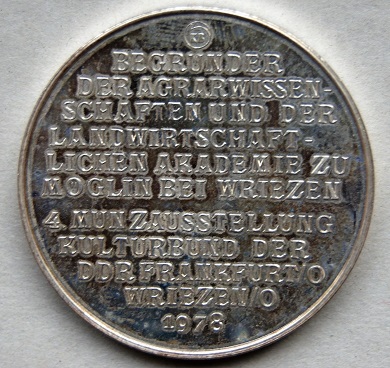 BEGRÜNDER
DER AGRARWISSEN-
SCHAFTEN UND DER
LANDWIRTSCHAFT-
LICHEN AKADEMIE ZU
MÖGLIN BEI WRIEZEN
4. MÜNZAUSSTELLUNG
KULTURBUND DER
DDR FRANKFURT/O
WRIEZEN/O
1978